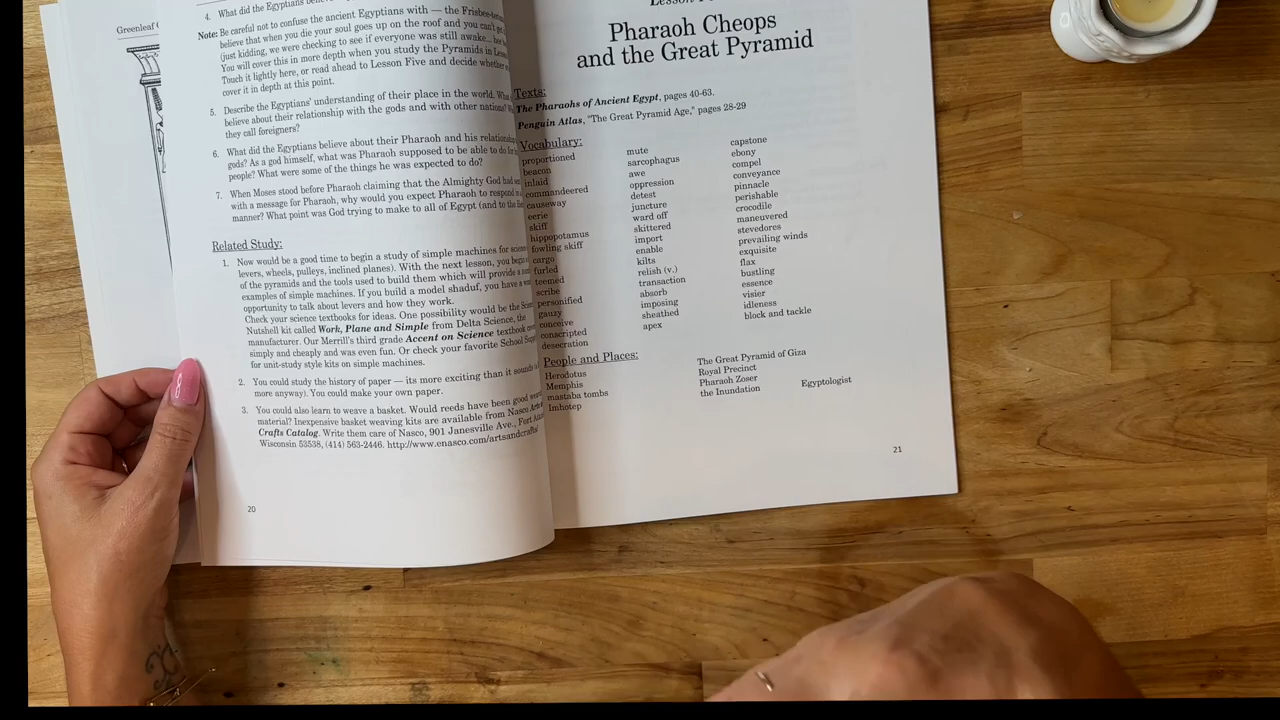 Greenleaf
4. What did the Egyptians believe
Note: Be careful not to confuse the ancient Egyptians with — the Frisbee-
believe that when you die your soul goes up on the roof and you can't get
(just kidding, we were checking to see if everyone was still awake...
You will cover this in more depth when you study the Pyramids in
Touch it lightly here, or read ahead to Lesson Five and decide whether
cover it in depth at this point.
5. Describe the Egyptians' understanding of their place in the world. What
believe about their relationship with the gods and with other nations?
they call foreigners?
6. What did the Egyptians believe about their Pharaoh and his
gods? As a god himself, what was Pharaoh supposed to be able to do
people? What were some of the things he was expected to do?
7. When Moses stood before Pharaoh claiming that the Almighty God had
with a message for Pharaoh, why would you expect Pharaoh to respond
manner? What point was God trying to make to all of Egypt (and to the
Related Study:
1. Now would be a good time to begin a study of simple machines for
levers, wheels, pulleys, inclined planes). With the next lesson, you
of the pyramids and the tools used to build them which will provide a
examples of simple machines. If you build a model shaduf, you have a
opportunity to talk about levers and how they work.
Check your science textbooks for ideas. One possibility would be the
Nutshell kit called Work, Plane and Simple from Delta Science, the
manufacturer. Our Merrill's third grade Accent on Science textbook
simply and cheaply and was even fun. Or check your favorite School
for unit-study style kits on simple machines.
2. You could study the history of paper — its more exciting than it sounds
more anyway). You could make your own paper.
3. You could also learn to weave a basket. Would reeds have been good
material? Inexpensive basket weaving kits are available from Nasco
Crafts Catalog. Write them care of Nasco, 901 Janesville Ave., Fort
Wisconsin 53538, (414) 563-2446. http://www.enasco.com/artsandcrafts/
20
Lesson
Pharaoh Cheops
and the Great Pyramid
Texts:
The Pharaohs of Ancient Egypt, pages 40-63.
Penguin Atlas, "The Great Pyramid Age," pages 28-29
Vocabulary:
proportioned
beacon
inlaid
commandeered
causeway
eerie
skiff
hippopotamus
fowling skiff
cargo
furled
teemed
scribe
personified
gauzy
conceive
conscripted
desecration
mute
sarcophagus
awe
oppression
detest
juncture
ward off
skittered
import
enable
kilts
relish (v.)
transaction
absorb
imposing
sheathed
apex
capstone
ebony
compel
conveyance
pinnacle
perishable
crocodile
maneuvered
stevedores
prevailing winds
exquisite
flax
bustling
essence
visier
idleness
block and tackle
People and Places:
Herodotus
Memphis
mastaba tombs
Imhotep
The Great Pyramid of Giza
Royal Precinct
Pharaoh Zoser
the Inundation
Egyptologist
21